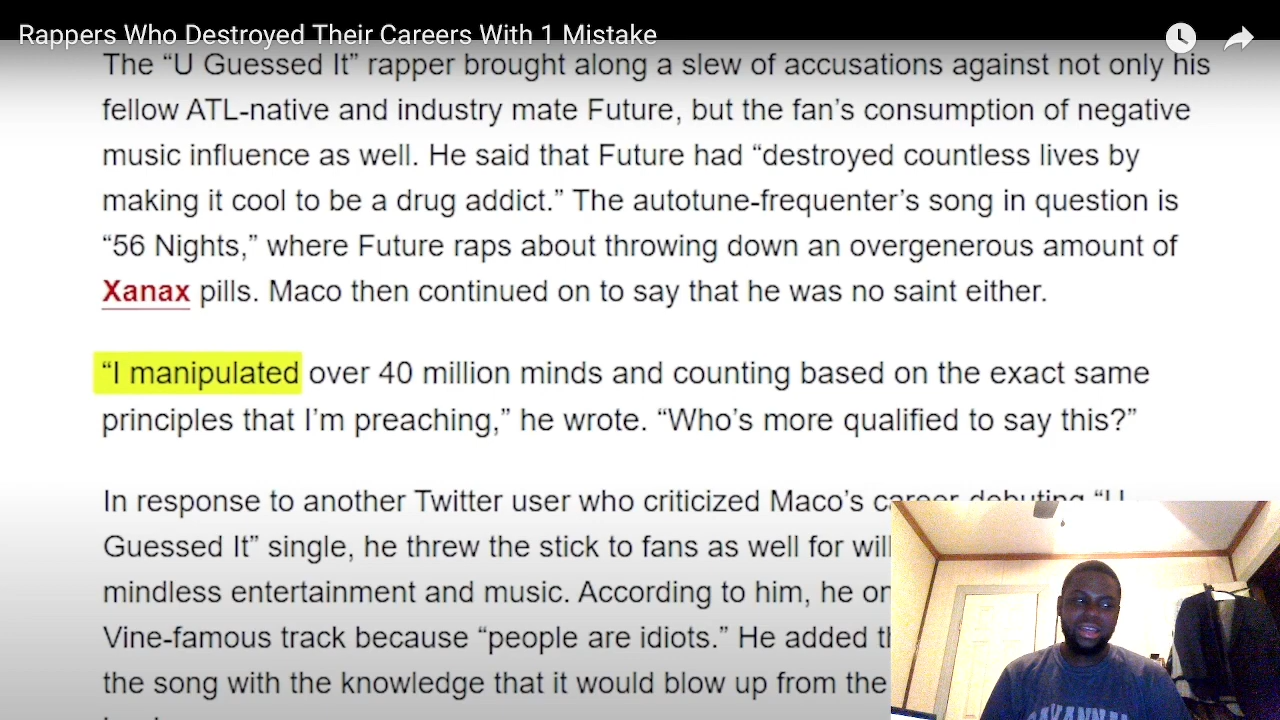 Rappers Who Destroyed Their Careers With 1 Mistake
The “U Guessed It” rapper brought along a slew of accusations against not only his
fellow ATL-native and industry mate Future, but the fan’s consumption of negative
music influence as well. He said that Future had “destroyed countless lives by
making it cool to be a drug addict.” The autotune-frequenter’s song in question is
“56 Nights,” where Future raps about throwing down an overgenerous amount of
Xanax pills. Maco then continued on to say that he was no saint either.
“I manipulated over 40 million minds and counting based on the exact same
principles that I’m preaching,” he wrote. “Who’s more qualified to say this?”
In response to another Twitter user who criticized Maco’s career debuting “U
Guessed It” single, he threw the stick to fans as well for
mindless entertainment and music. According to him, he
Vine-famous track because “people are idiots.” He added
the song with the knowledge that it would blow up from the
SAVANNAH